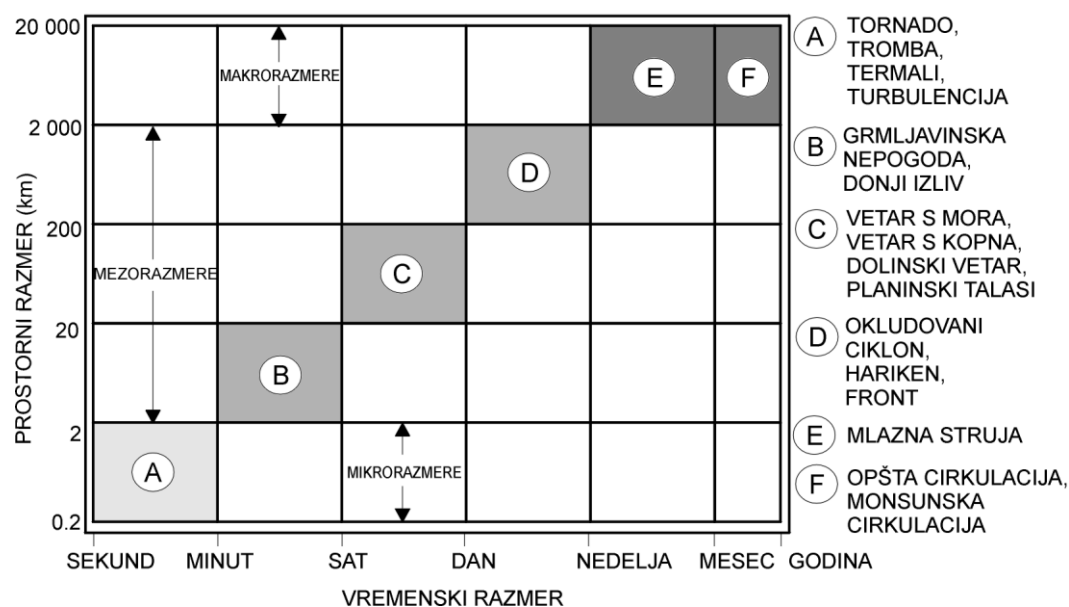 20 000
2 000
200
20
2
0.2
PROSTORNI RAZMER (km)
MAKRORAZMERE
MEZORAZMERE
MIKRORAZMERE
E
F
D
C
B
A
SEKUND MINUT SAT DAN NEDELJA MESEC GODINA
VREMENSKI RAZMER
A TORNADO,
TROMBA,
TERMALI,
TURBULENCIJA
B GRMLJAVINSKA
NEPOGODA,
DONJI IZLIV
C VETAR S MORA,
VETAR S KOPNA,
DOLINSKI VETAR,
PLANINSKI TALASI
D OKLUDOVANI
CIKLON,
HARIKEN,
FRONT
E MLAZNA STRUJA
F OPŠTA CIRKULACIJA,
MONSUNSKA
CIRKULACIJA